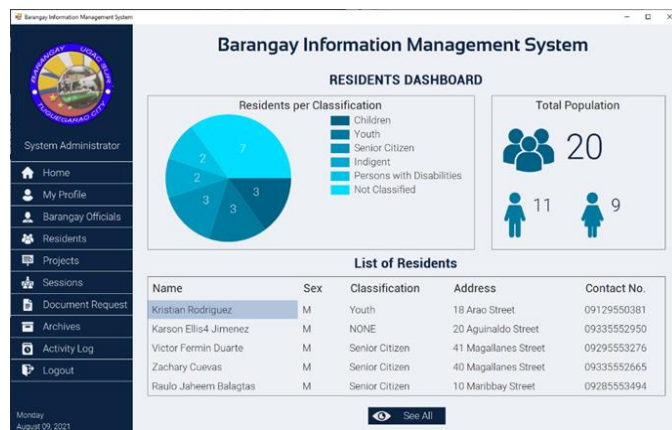 Barangay Information Management System
BARANGAY UGAC SUR
TUGUEGARAO CITY
System Administrator
Home
My Profile
Barangay Officials
Residents
Projects
Sessions
Document Request
Archives
Activity Log
Logout
Monday
August 09, 2021
Barangay Information Management System
RESIDENTS DASHBOARD
Residents per Classification
7
2
2
3
3
3
Children
Youth
Senior Citizen
Indigent
Persons with Disabilities
Not Classified
Total Population
20
11 9
List of Residents
Name Sex Classification Address Contact No.
Kristian Rodriguez M Youth 18 Arao Street 09129550381
Karson Ellis4 Jimenez M NONE 20 Aguinaldo Street 09335552950
Victor Fermin Duarte M Senior Citizen 41 Magallanes Street 09295553276
Zachary Cuevas M Senior Citizen 40 Magallanes Street 09335552665
Raulo Jaheem Balagtas M Senior Citizen 10 Maribbay Street 09285553494
See All